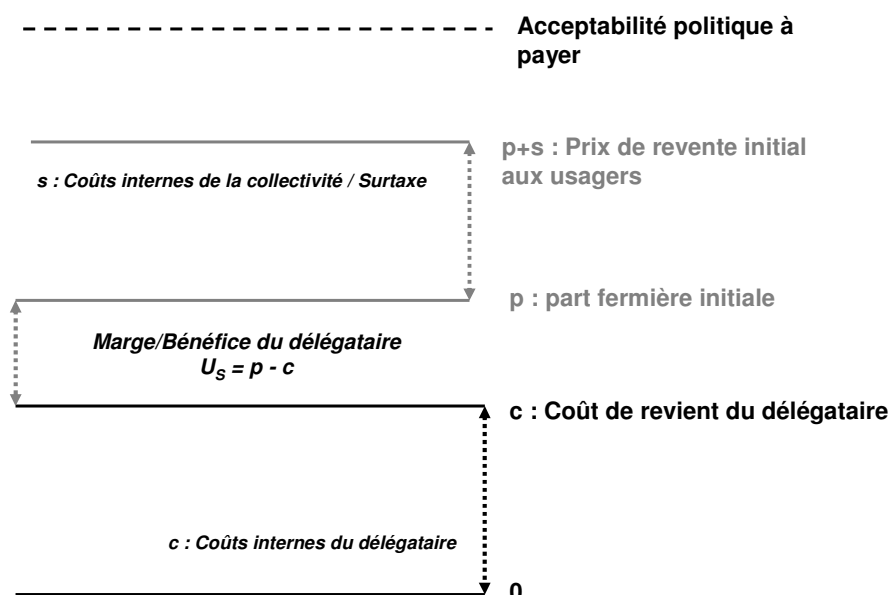 Acceptabilité politique à
payer
p+s : Prix de revente initial
aux usagers
s : Coûts internes de la collectivité / Surtaxe
p : part fermière initiale
Marge/Bénéfice du délégataire
U_S = p - c
c : Coût de revient du délégataire
c : Coûts internes du délégataire
0